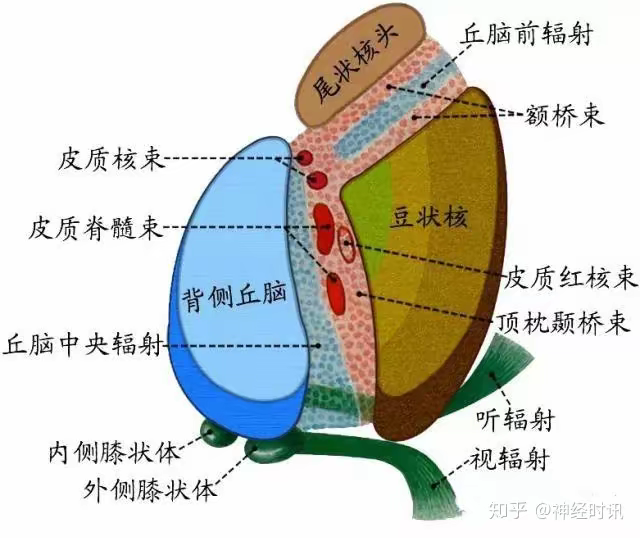 尾状核头
丘脑前辐射
额桥束
皮质核束
皮质脊髓束
豆状核
背侧丘脑
皮质红核束
顶枕颞桥束
丘脑中央辐射
听辐射
内侧膝状体
视辐射
外侧膝状体
知乎 @神经时讯